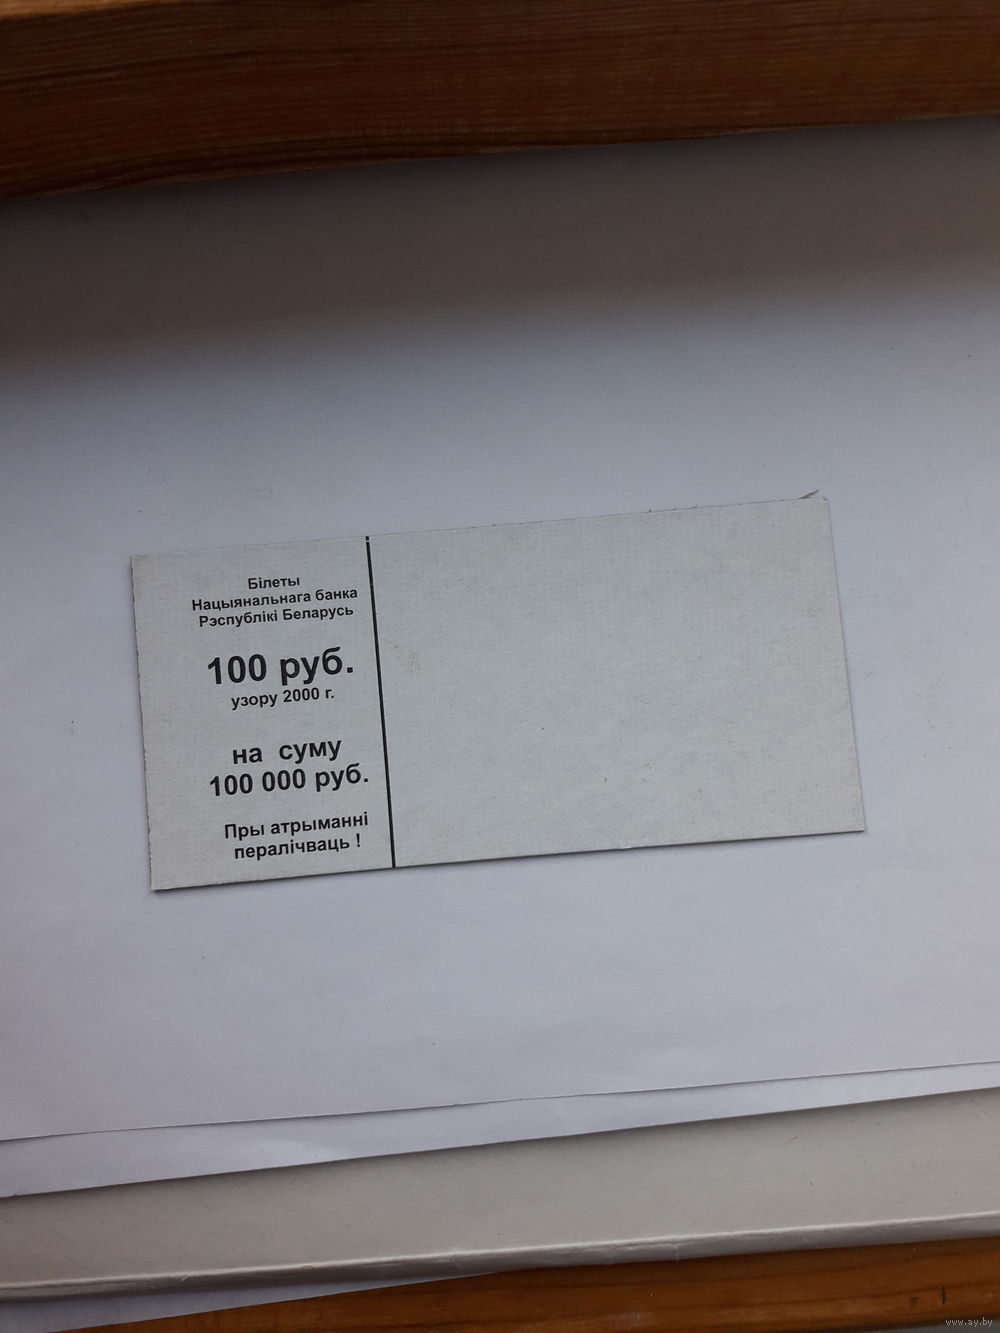 Білеты
Нацыянальнага банка
Рэспублікі Беларусь
100 руб.
узору 2000 г.
на суму
100 000 руб.
Пры атрыманні
пералічваць !
www.ay.by